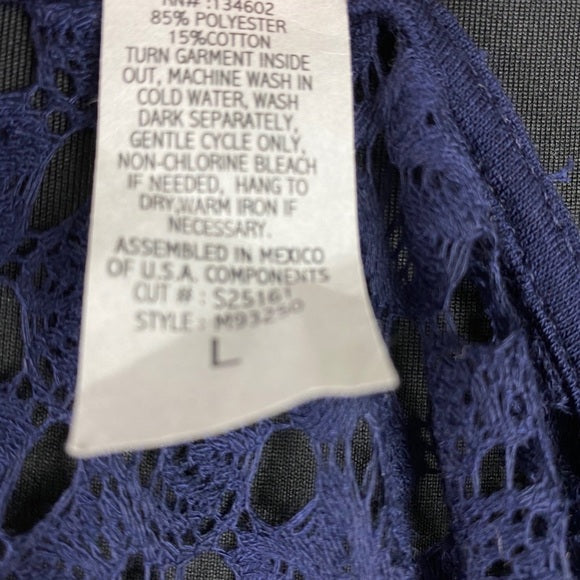 RN# :134602
85% POLYESTER
15%COTTON
TURN GARMENT INSIDE
OUT, MACHINE WASH IN
COLD WATER, WASH
DARK SEPARATELY,
GENTLE CYCLE ONLY,
NON-CHLORINE BLEACH
IF NEEDED, HANG TO
DRY,WARM IRON IF
NECESSARY.
ASSEMBLED IN MEXICO
OF U.S.A. COMPONENTS
CUT # : S25161
STYLE : M93250
L